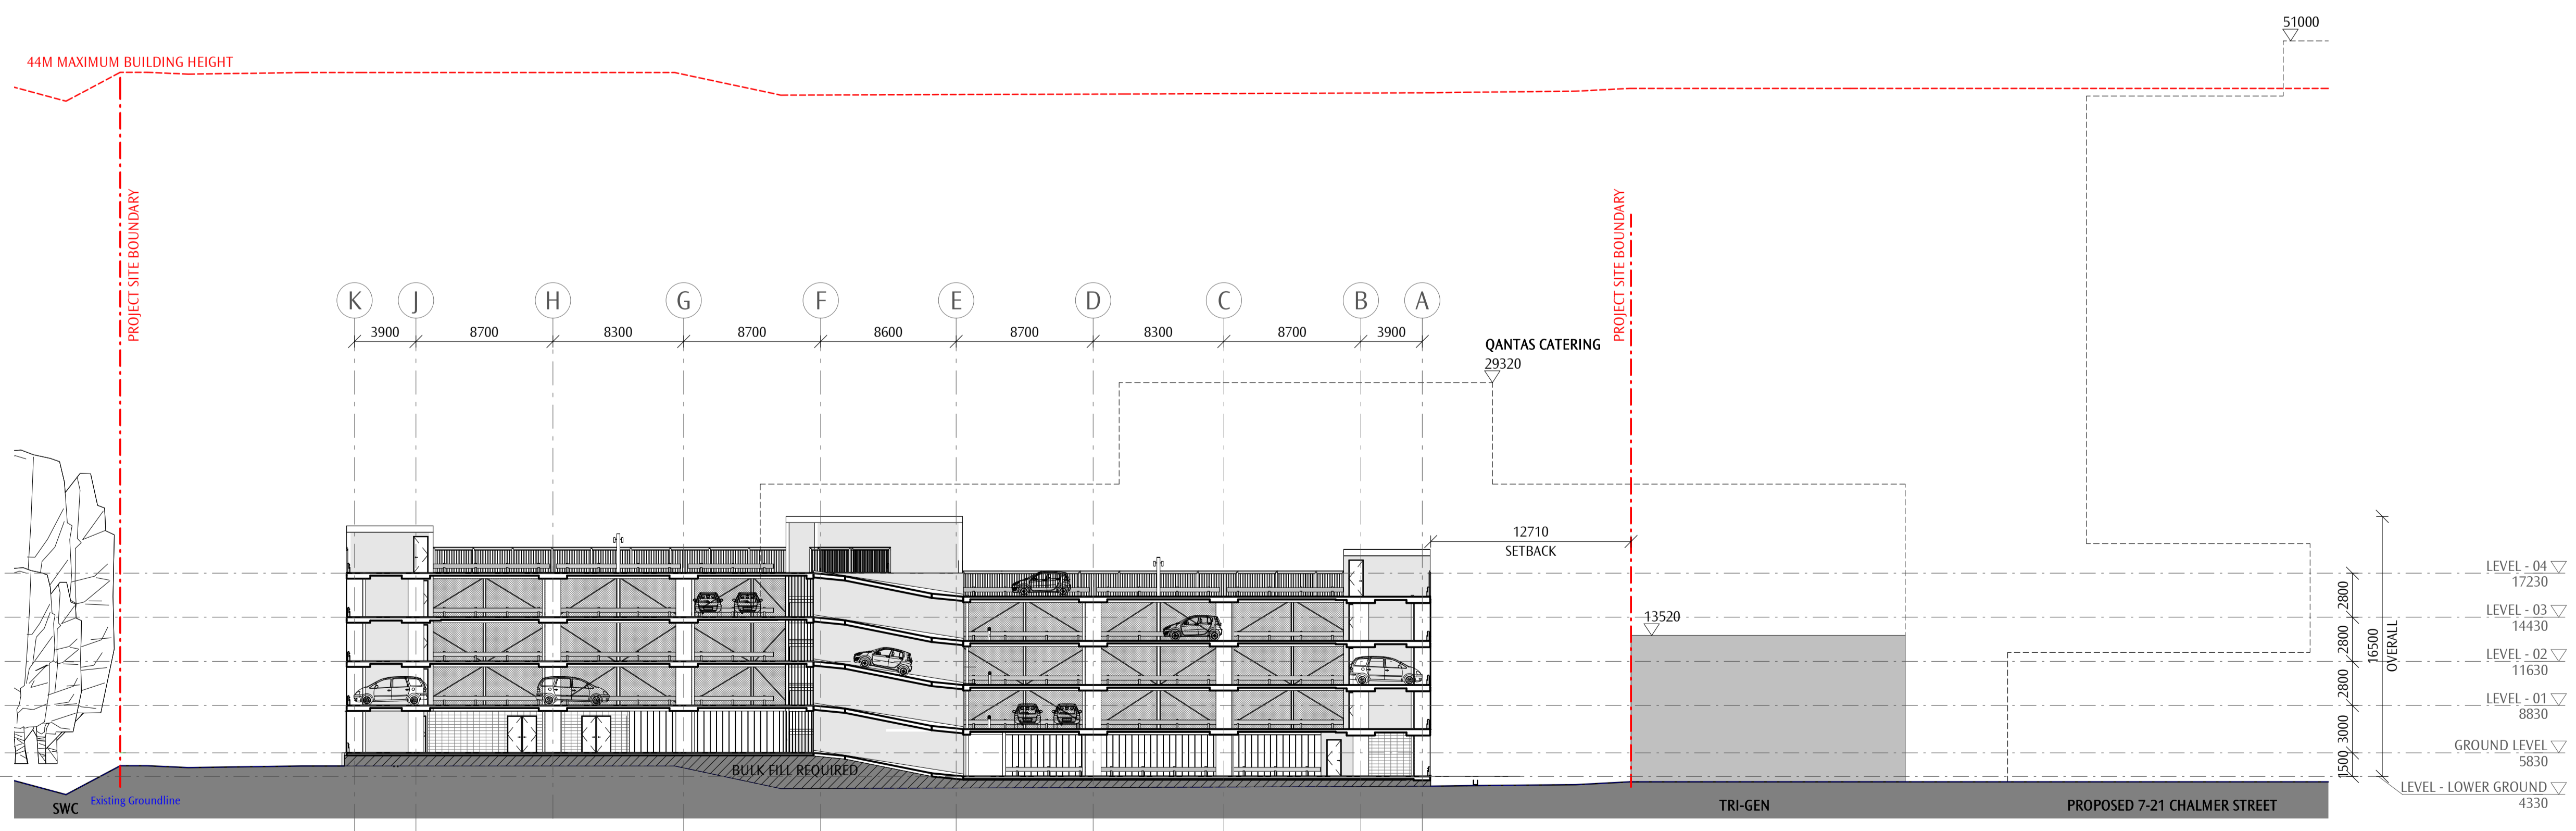 51000
44M MAXIMUM BUILDING HEIGHT
PROJECT SITE BOUNDARY
PROJECT SITE BOUNDARY
K J H G F E D C B A
3900 8700 8300 8700 8600 8700 8300 8700 3900
QANTAS CATERING
29320
12710
SETBACK
13520
LEVEL - 04
17230
2800
LEVEL - 03
14430
2800
LEVEL - 02
11630
2800
LEVEL - 01
8830
3000
GROUND LEVEL
5830
1500
LEVEL - LOWER GROUND
4330
16500
OVERALL
BULK FILL REQUIRED
SWC
Existing Groundline
TRI-GEN
PROPOSED 7-21 CHALMER STREET